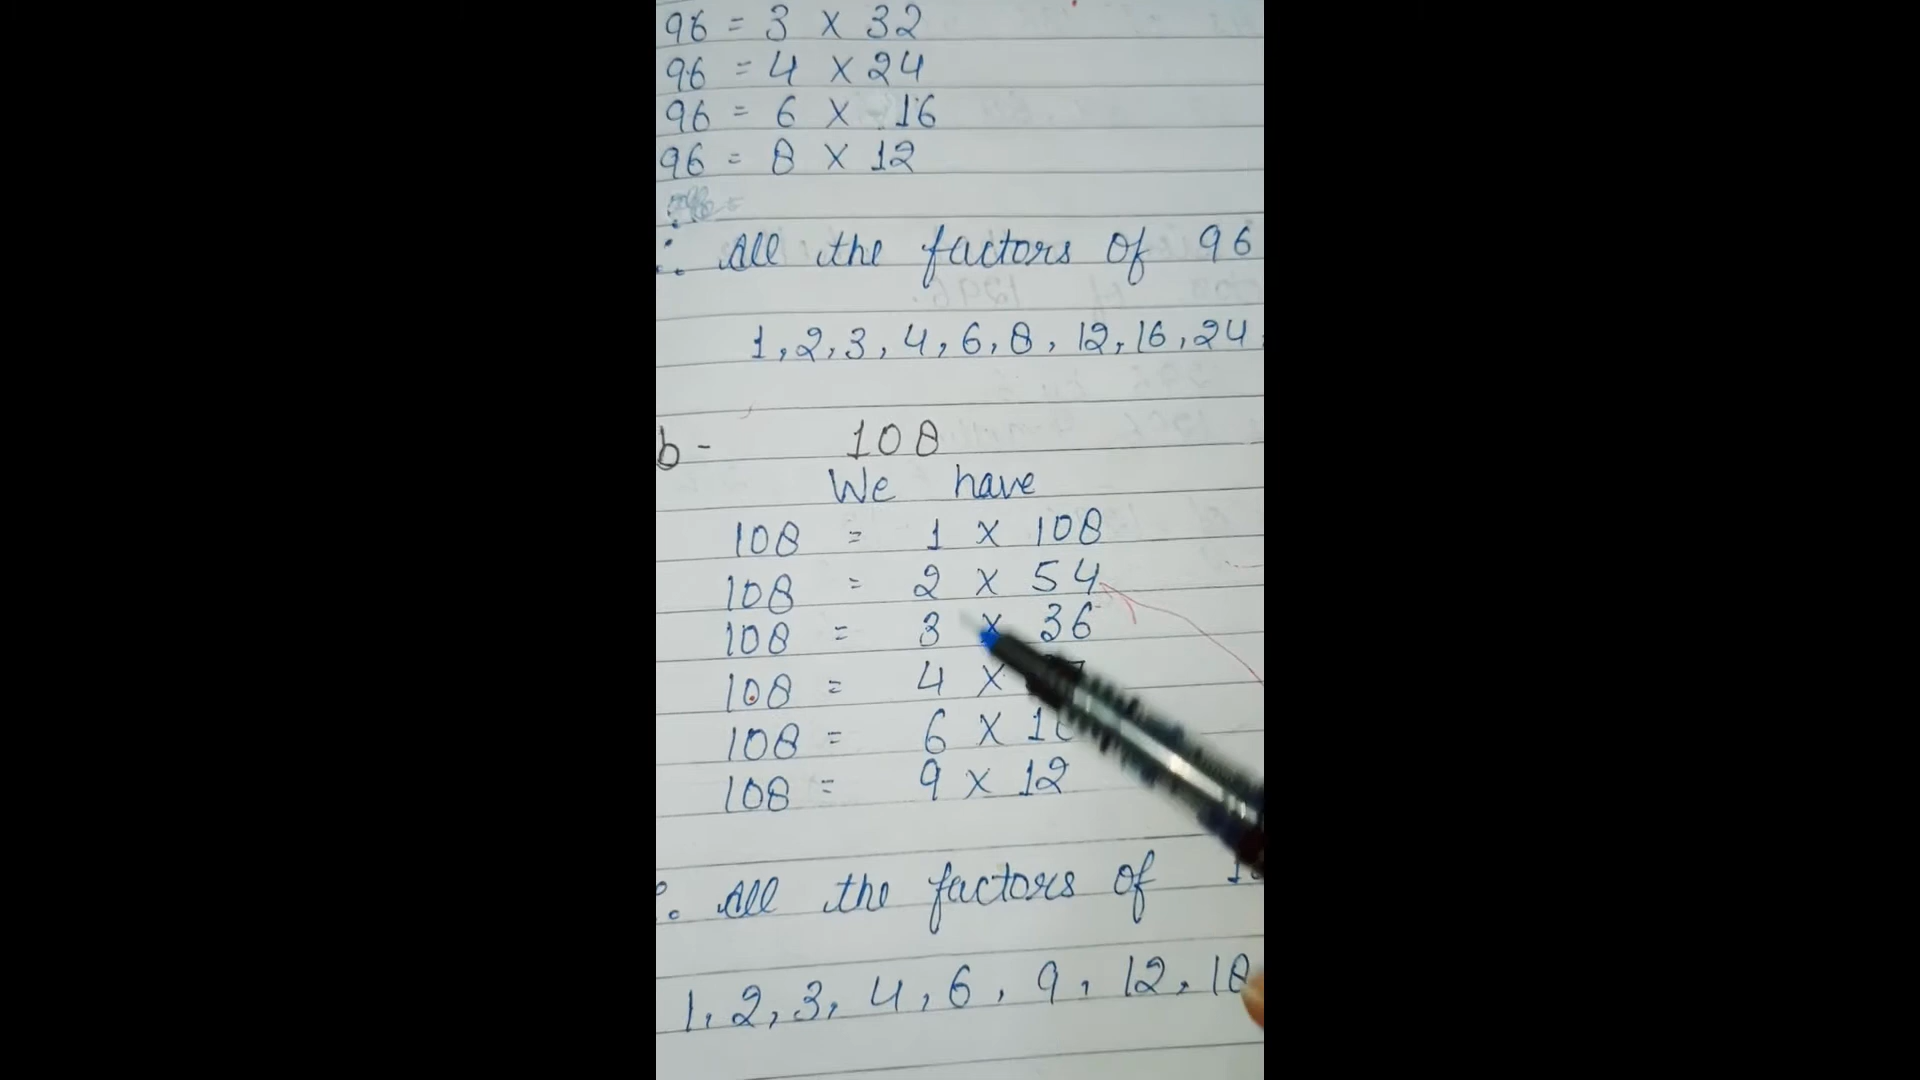 96 = 3 x 32
96 = 4 x 24
96 = 6 x 16
96 = 8 x 12
∴ All the factors of 96
1, 2, 3, 4, 6, 8, 12, 16, 24
b - 108
We have
108 = 1 x 108
108 = 2 x 54
108 = 3 x 36
108 = 4 x
108 = 6 x
108 = 9 x 12
∴ All the factors of
1, 2, 3, 4, 6, 9, 12, 18